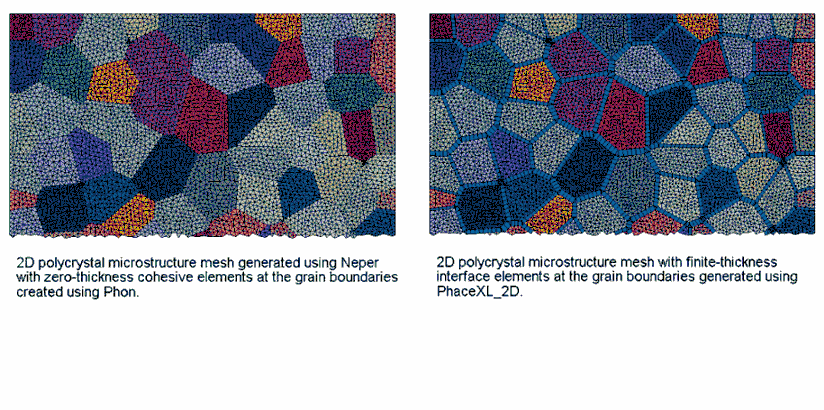 2D polycrystal microstructure mesh generated using Neper
with zero-thickness cohesive elements at the grain boundaries
created using Phon.
2D polycrystal microstructure mesh with finite-thickness
interface elements at the grain boundaries generated using
PhaceXL_2D.